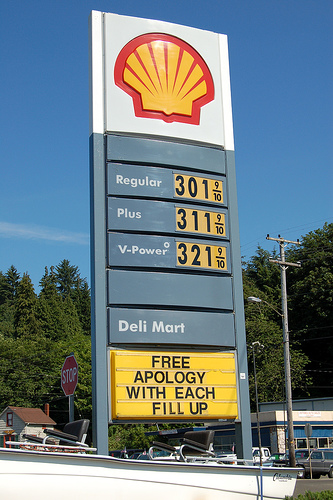 Regular 301 9/10
Plus 311 9/10
V-Power 321 9/10
Deli Mart
FREE
APOLOGY
WITH EACH
FILL UP
STOP